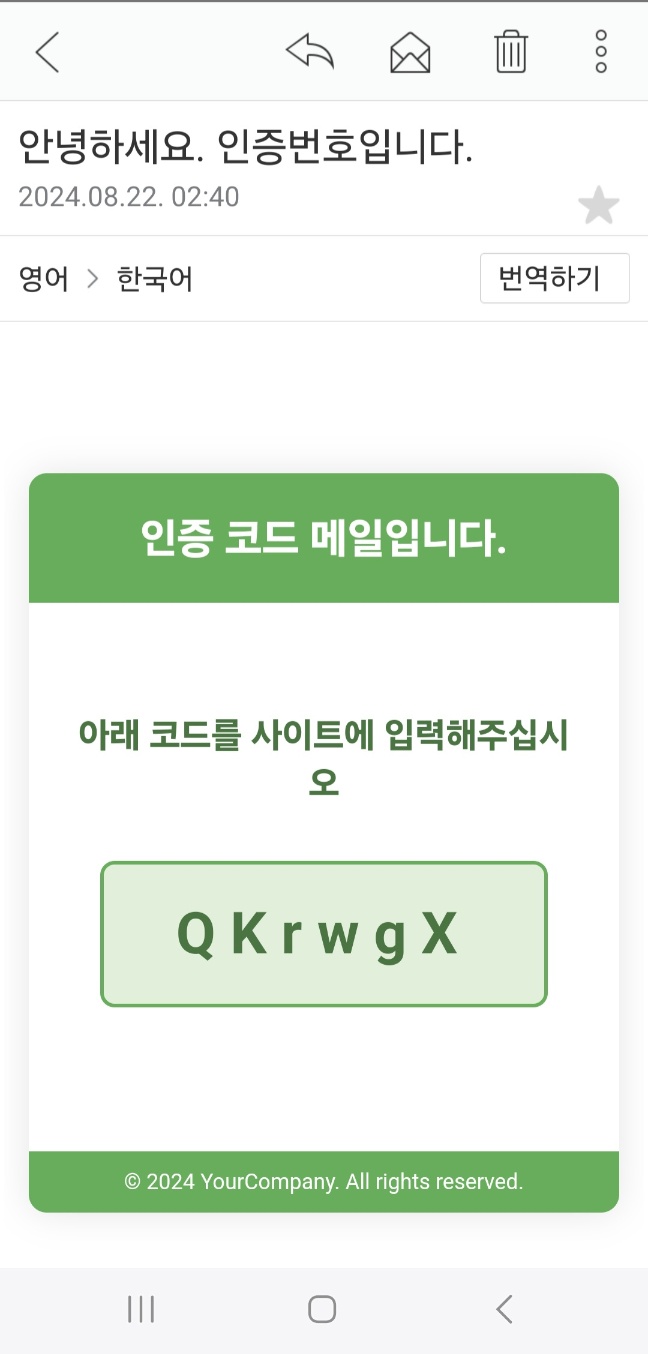 안녕하세요. 인증번호입니다.
2024.08.22. 02:40
영어 > 한국어
번역하기
인증 코드 메일입니다.
아래 코드를 사이트에 입력해주십시
오
QKrwgX
© 2024 YourCompany. All rights reserved.